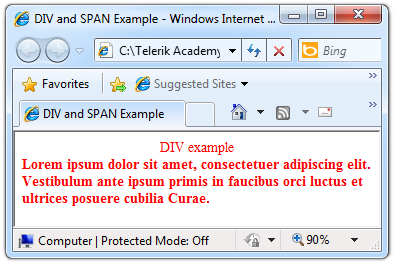 DIV and SPAN Example - Windows Internet ...
C:\Telerik Academy
Bing
Favorites
Suggested Sites
DIV and SPAN Example
DIV example
Lorem ipsum dolor sit amet, consectetuer adipiscing elit.
Vestibulum ante ipsum primis in faucibus orci luctus et
ultrices posuere cubilia Curae.
Computer | Protected Mode: Off
90%